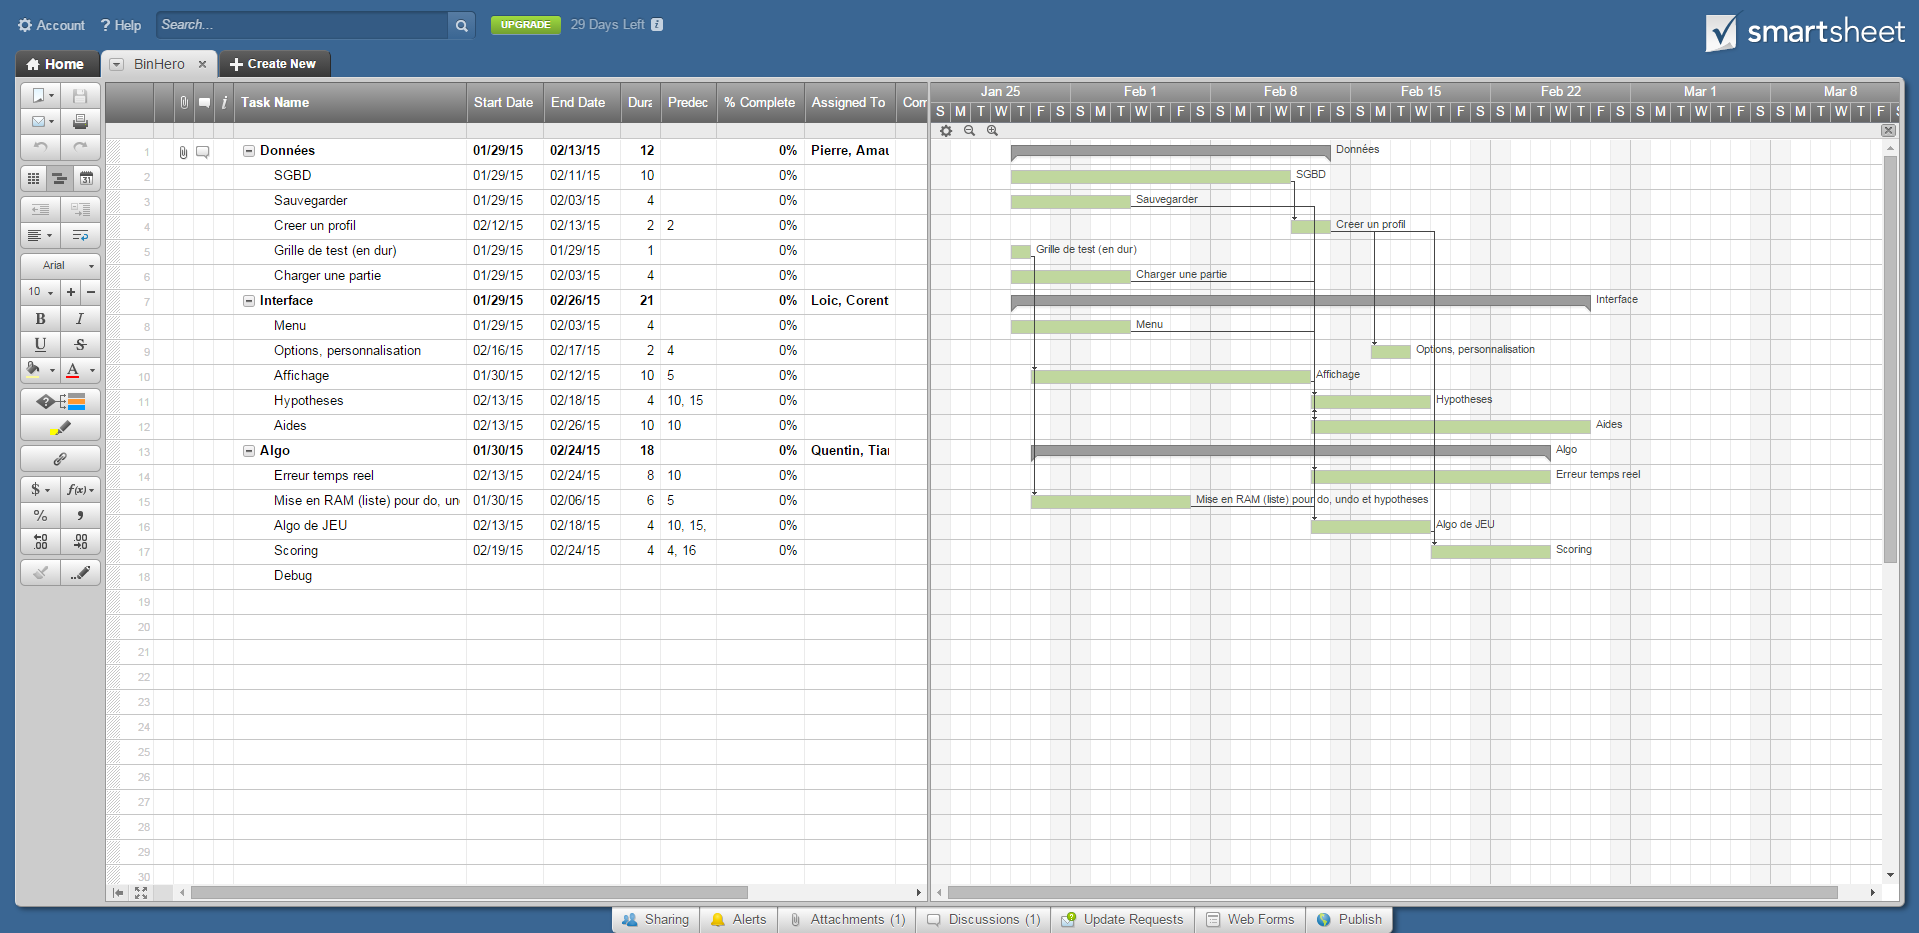 Account ? Help Search... UPGRADE 29 Days Left i
smartsheet
Home BinHero × + Create New
Task Name Start Date End Date Dura Predec % Complete Assigned To Com
Jan 25 Feb 1 Feb 8 Feb 15 Feb 22 Mar 1 Mar 8
S M T W T F S S M T W T F S S M T W T F S S M T W T F S S M T W T F S S M T W T F S S M T W T F
1 Données 01/29/15 02/13/15 12 0% Pierre, Amau Données
2 SGBD 01/29/15 02/11/15 10 0% SGBD
3 Sauvegarder 01/29/15 02/03/15 4 0% Sauvegarder
4 Creer un profil 02/12/15 02/13/15 2 2 0% Creer un profil
5 Grille de test (en dur) 01/29/15 01/29/15 1 0% Grille de test (en dur)
6 Charger une partie 01/29/15 02/03/15 4 0% Charger une partie
7 Interface 01/29/15 02/26/15 21 0% Loic, Corent Interface
8 Menu 01/29/15 02/03/15 4 0% Menu
9 Options, personnalisation 02/16/15 02/17/15 2 4 0% Options, personnalisation
10 Affichage 01/30/15 02/12/15 10 5 0% Affichage
11 Hypotheses 02/13/15 02/18/15 4 10, 15 0% Hypotheses
12 Aides 02/13/15 02/26/15 10 10 0% Aides
13 Algo 01/30/15 02/24/15 18 0% Quentin, Tian Algo
14 Erreur temps reel 02/13/15 02/24/15 8 10 0% Erreur temps reel
15 Mise en RAM (liste) pour do, un 01/30/15 02/06/15 6 5 0% Mise en RAM (liste) pour do, undo et hypotheses
16 Algo de JEU 02/13/15 02/18/15 4 10, 15, 0% Algo de JEU
17 Scoring 02/19/15 02/24/15 4 4, 16 0% Scoring
18 Debug
19
20
21
22
23
24
25
26
27
28
29
30
31
Arial
10 + −
B I
U S
A
$ f(x)
% ,
.00 .00
Sharing Alerts Attachments (1) Discussions (1) Update Requests Web Forms Publish